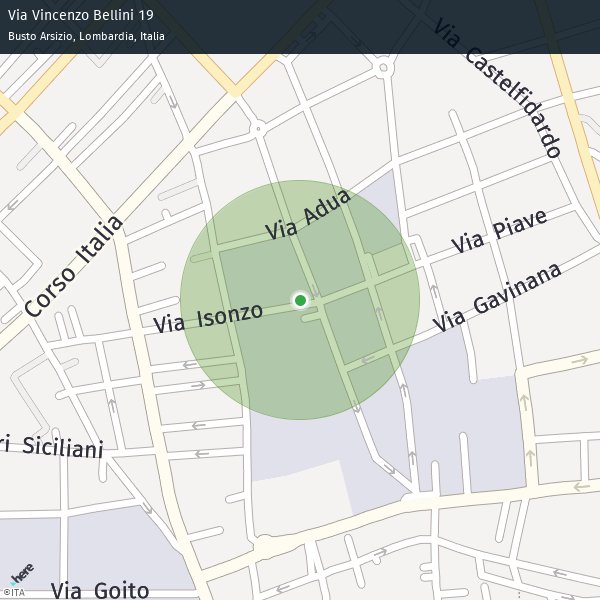 Via Vincenzo Bellini 19
Busto Arsizio, Lombardia, Italia
Via Castelfidardo
Via Adua
Via Piave
Corso Italia
Via Gavinana
Via Isonzo
ri Siciliani
here
Via Goito
©ITA